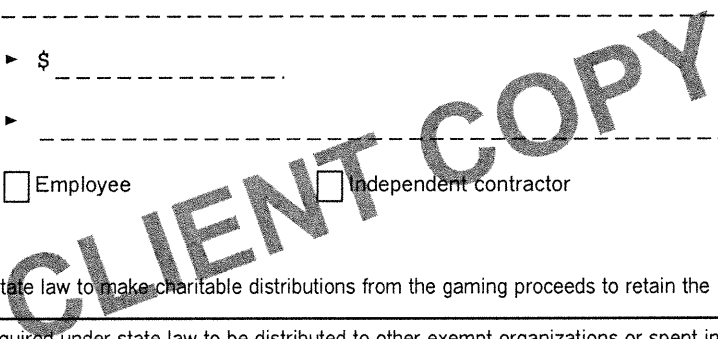 ► $
►
Employee Independent contractor
CLIENT COPY
tate law to make charitable distributions from the gaming proceeds to retain the
quired under state law to be distributed to other exempt organizations or spent in